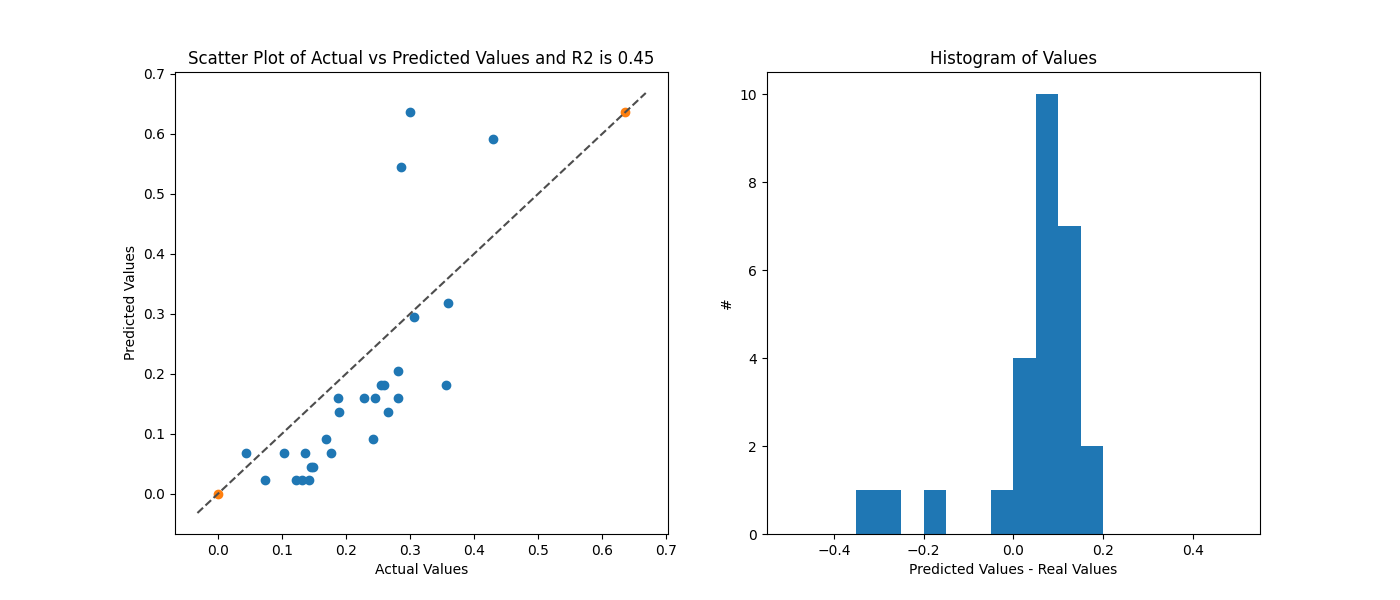 Scatter Plot of Actual vs Predicted Values and R2 is 0.45
0.7
0.6
0.5
0.4
0.3
0.2
0.1
0.0
Predicted Values
0.0 0.1 0.2 0.3 0.4 0.5 0.6 0.7
Actual Values
Histogram of Values
10
8
6
4
2
0
#
−0.4 −0.2 0.0 0.2 0.4
Predicted Values - Real Values